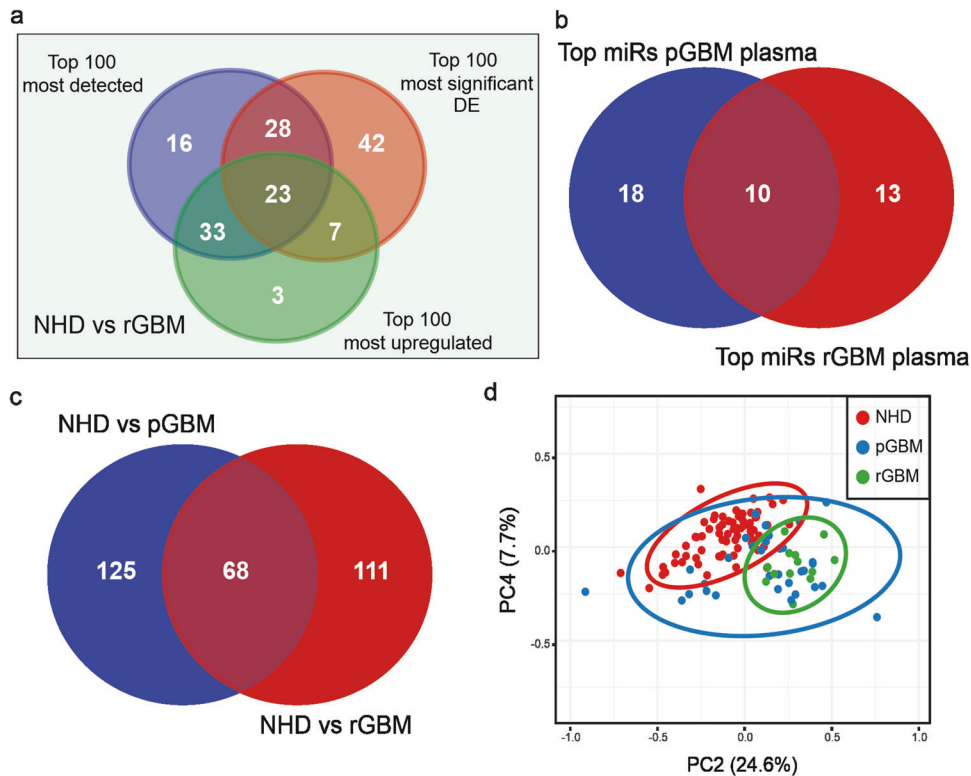 a
Top 100
most detected
Top 100
most significant
DE
16
28
42
23
33
7
3
NHD vs rGBM
Top 100
most upregulated
b
Top miRs pGBM plasma
18
10
13
Top miRs rGBM plasma
c
NHD vs pGBM
125
68
111
NHD vs rGBM
d
NHD
pGBM
rGBM
0.5
0.0
-0.5
PC4 (7.7%)
-1.0
-0.5
0.0
0.5
1.0
PC2 (24.6%)